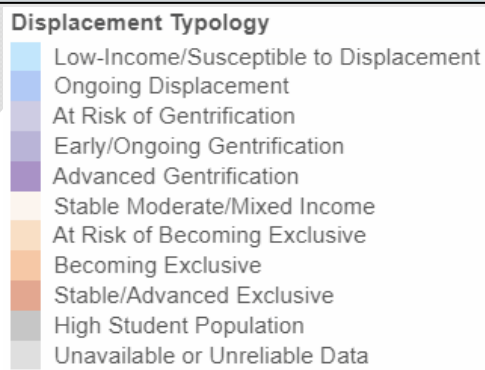 Displacement Typology
Low-Income/Susceptible to Displacement
Ongoing Displacement
At Risk of Gentrification
Early/Ongoing Gentrification
Advanced Gentrification
Stable Moderate/Mixed Income
At Risk of Becoming Exclusive
Becoming Exclusive
Stable/Advanced Exclusive
High Student Population
Unavailable or Unreliable Data